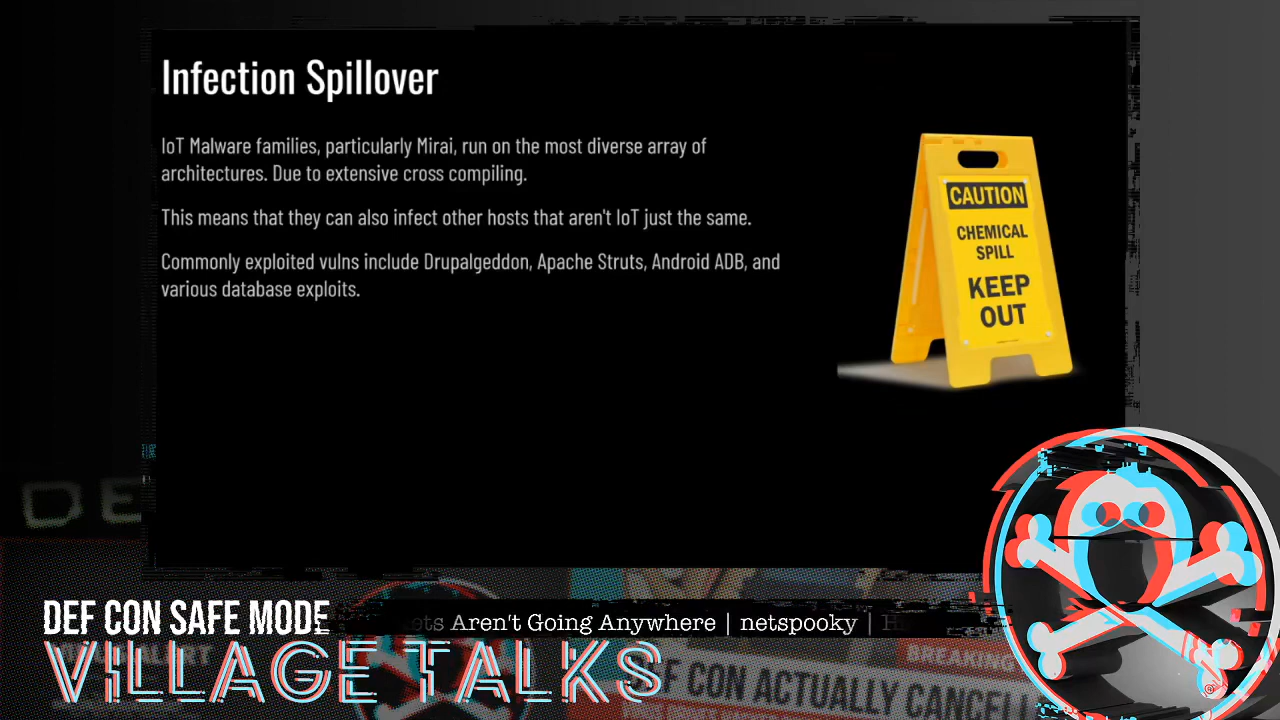 Infection Spillover
IoT Malware families, particularly Mirai, run on the most diverse array of
architectures. Due to extensive cross compiling.
This means that they can also infect other hosts that aren't IoT just the same.
Commonly exploited vulns include Drupalgeddon, Apache Struts, Android ADB, and
various database exploits.
CAUTION
CHEMICAL
SPILL
KEEP
OUT
DE
DEF CON SAFE MODE
Aren't Going Anywhere | netspooky |
VILLAGE TALKS
BREAKING
DEF CON ACTUALLY